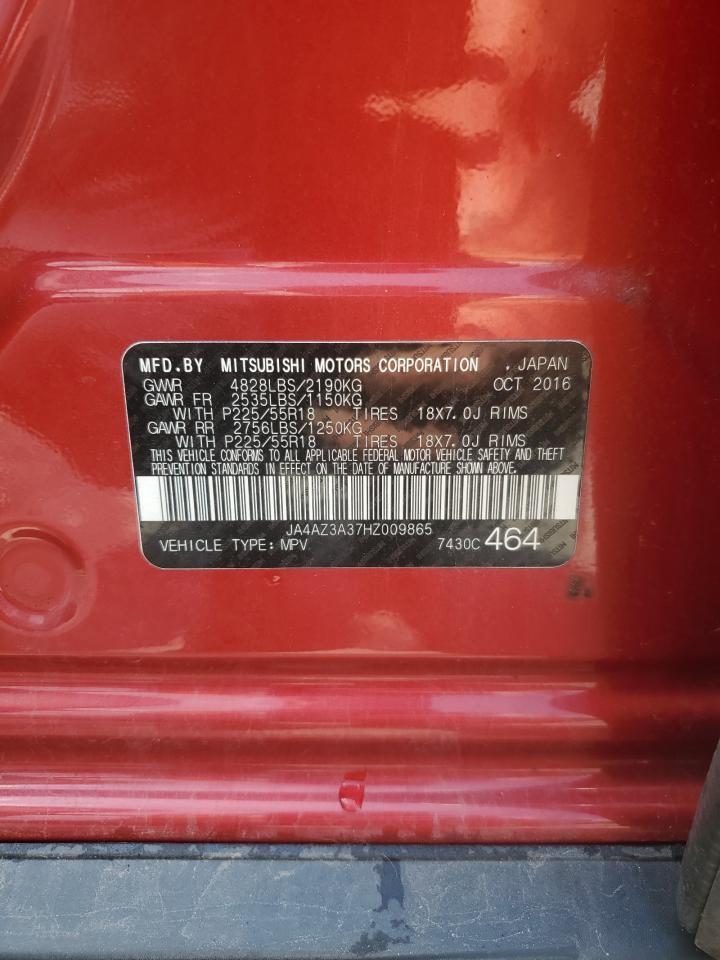 MFD.BY MITSUBISHI MOTORS CORPORATION , JAPAN
GVWR 4828LBS/2190KG OCT 2016
GAWR FR 2535LBS/1150KG
WITH P225/55R18 TIRES 18X7.0J RIMS
GAWR RR 2756LBS/1250KG
WITH P225/55R18 TIRES 18X7.0J RIMS
THIS VEHICLE CONFORMS TO ALL APPLICABLE FEDERAL MOTOR VEHICLE SAFETY AND THEFT
PREVENTION STANDARDS IN EFFECT ON THE DATE OF MANUFACTURE SHOWN ABOVE.
JA4AZ3A37HZ009865
VEHICLE TYPE: MPV 7430C 464